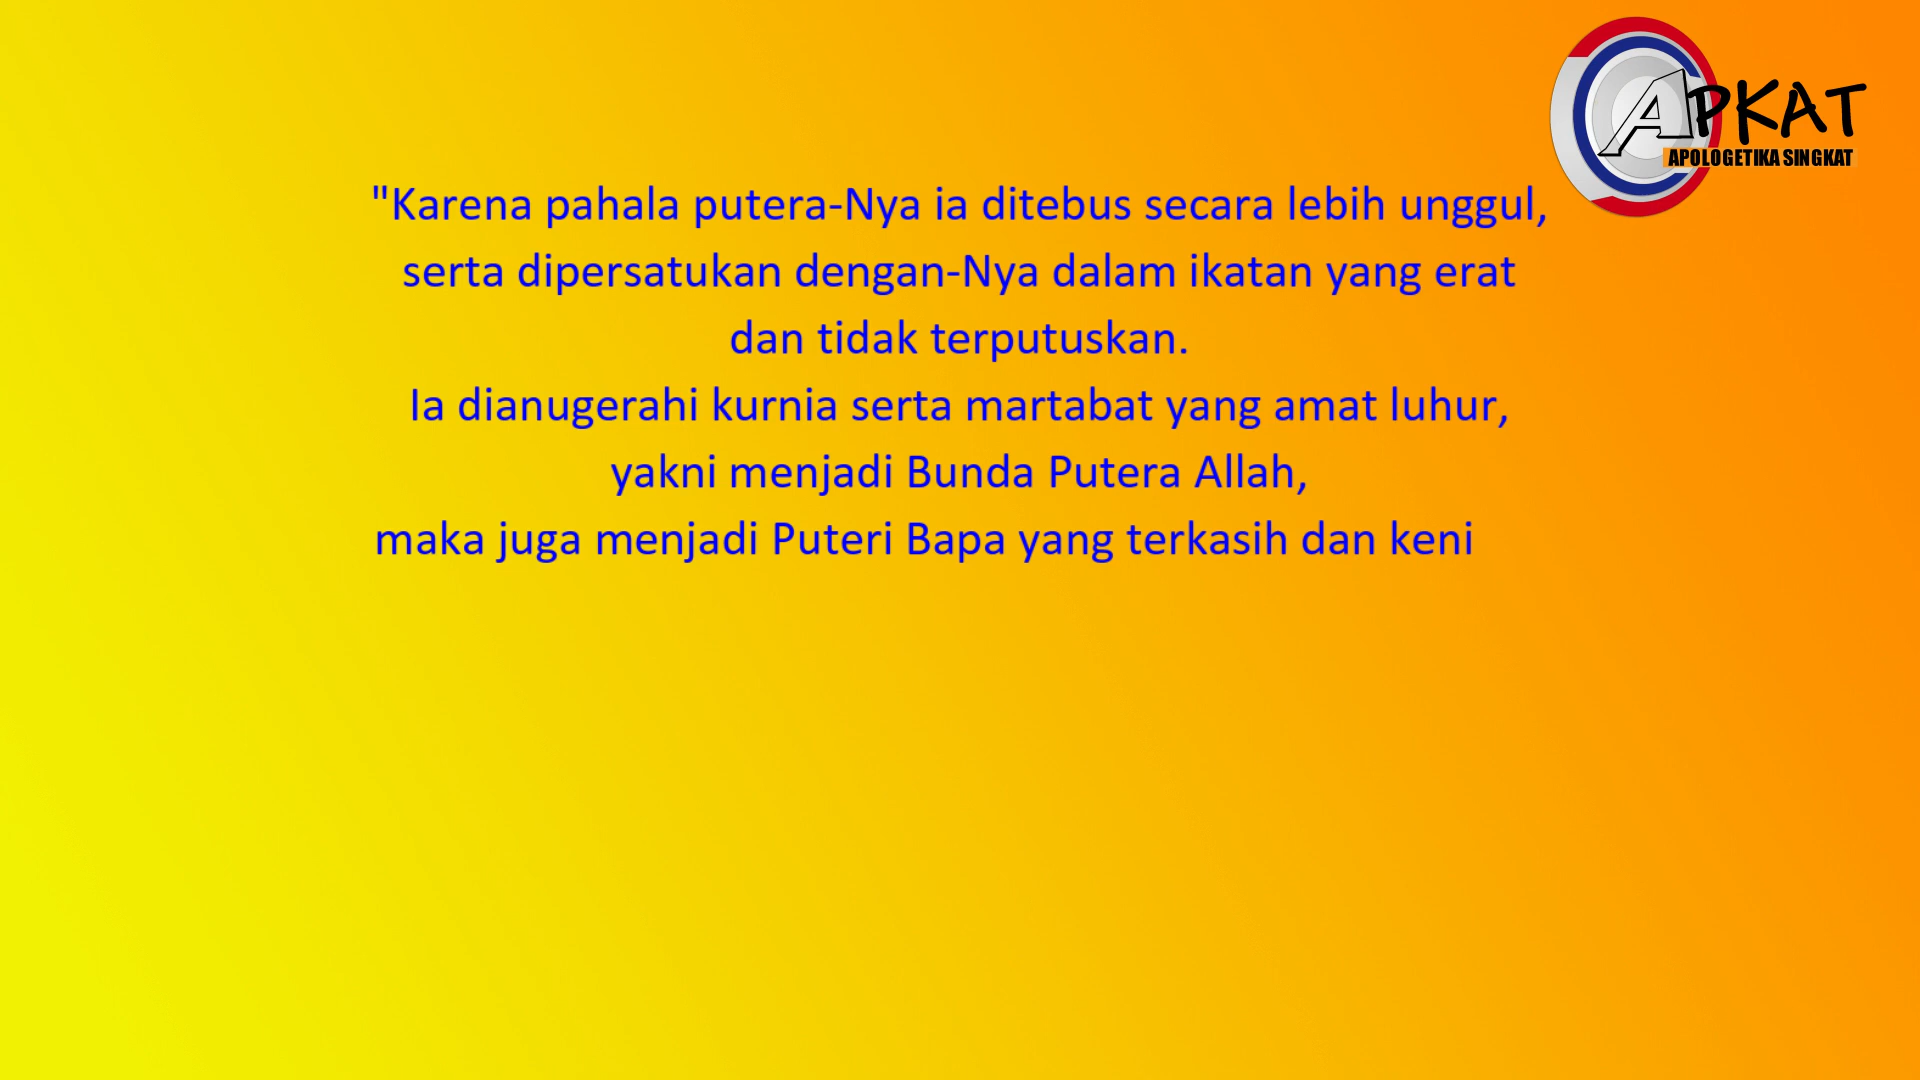 APKAT
APOLOGETIKA SINGKAT
"Karena pahala putera-Nya ia ditebus secara lebih unggul,
serta dipersatukan dengan-Nya dalam ikatan yang erat
dan tidak terputuskan.
Ia dianugerahi kurnia serta martabat yang amat luhur,
yakni menjadi Bunda Putera Allah,
maka juga menjadi Puteri Bapa yang terkasih dan keni